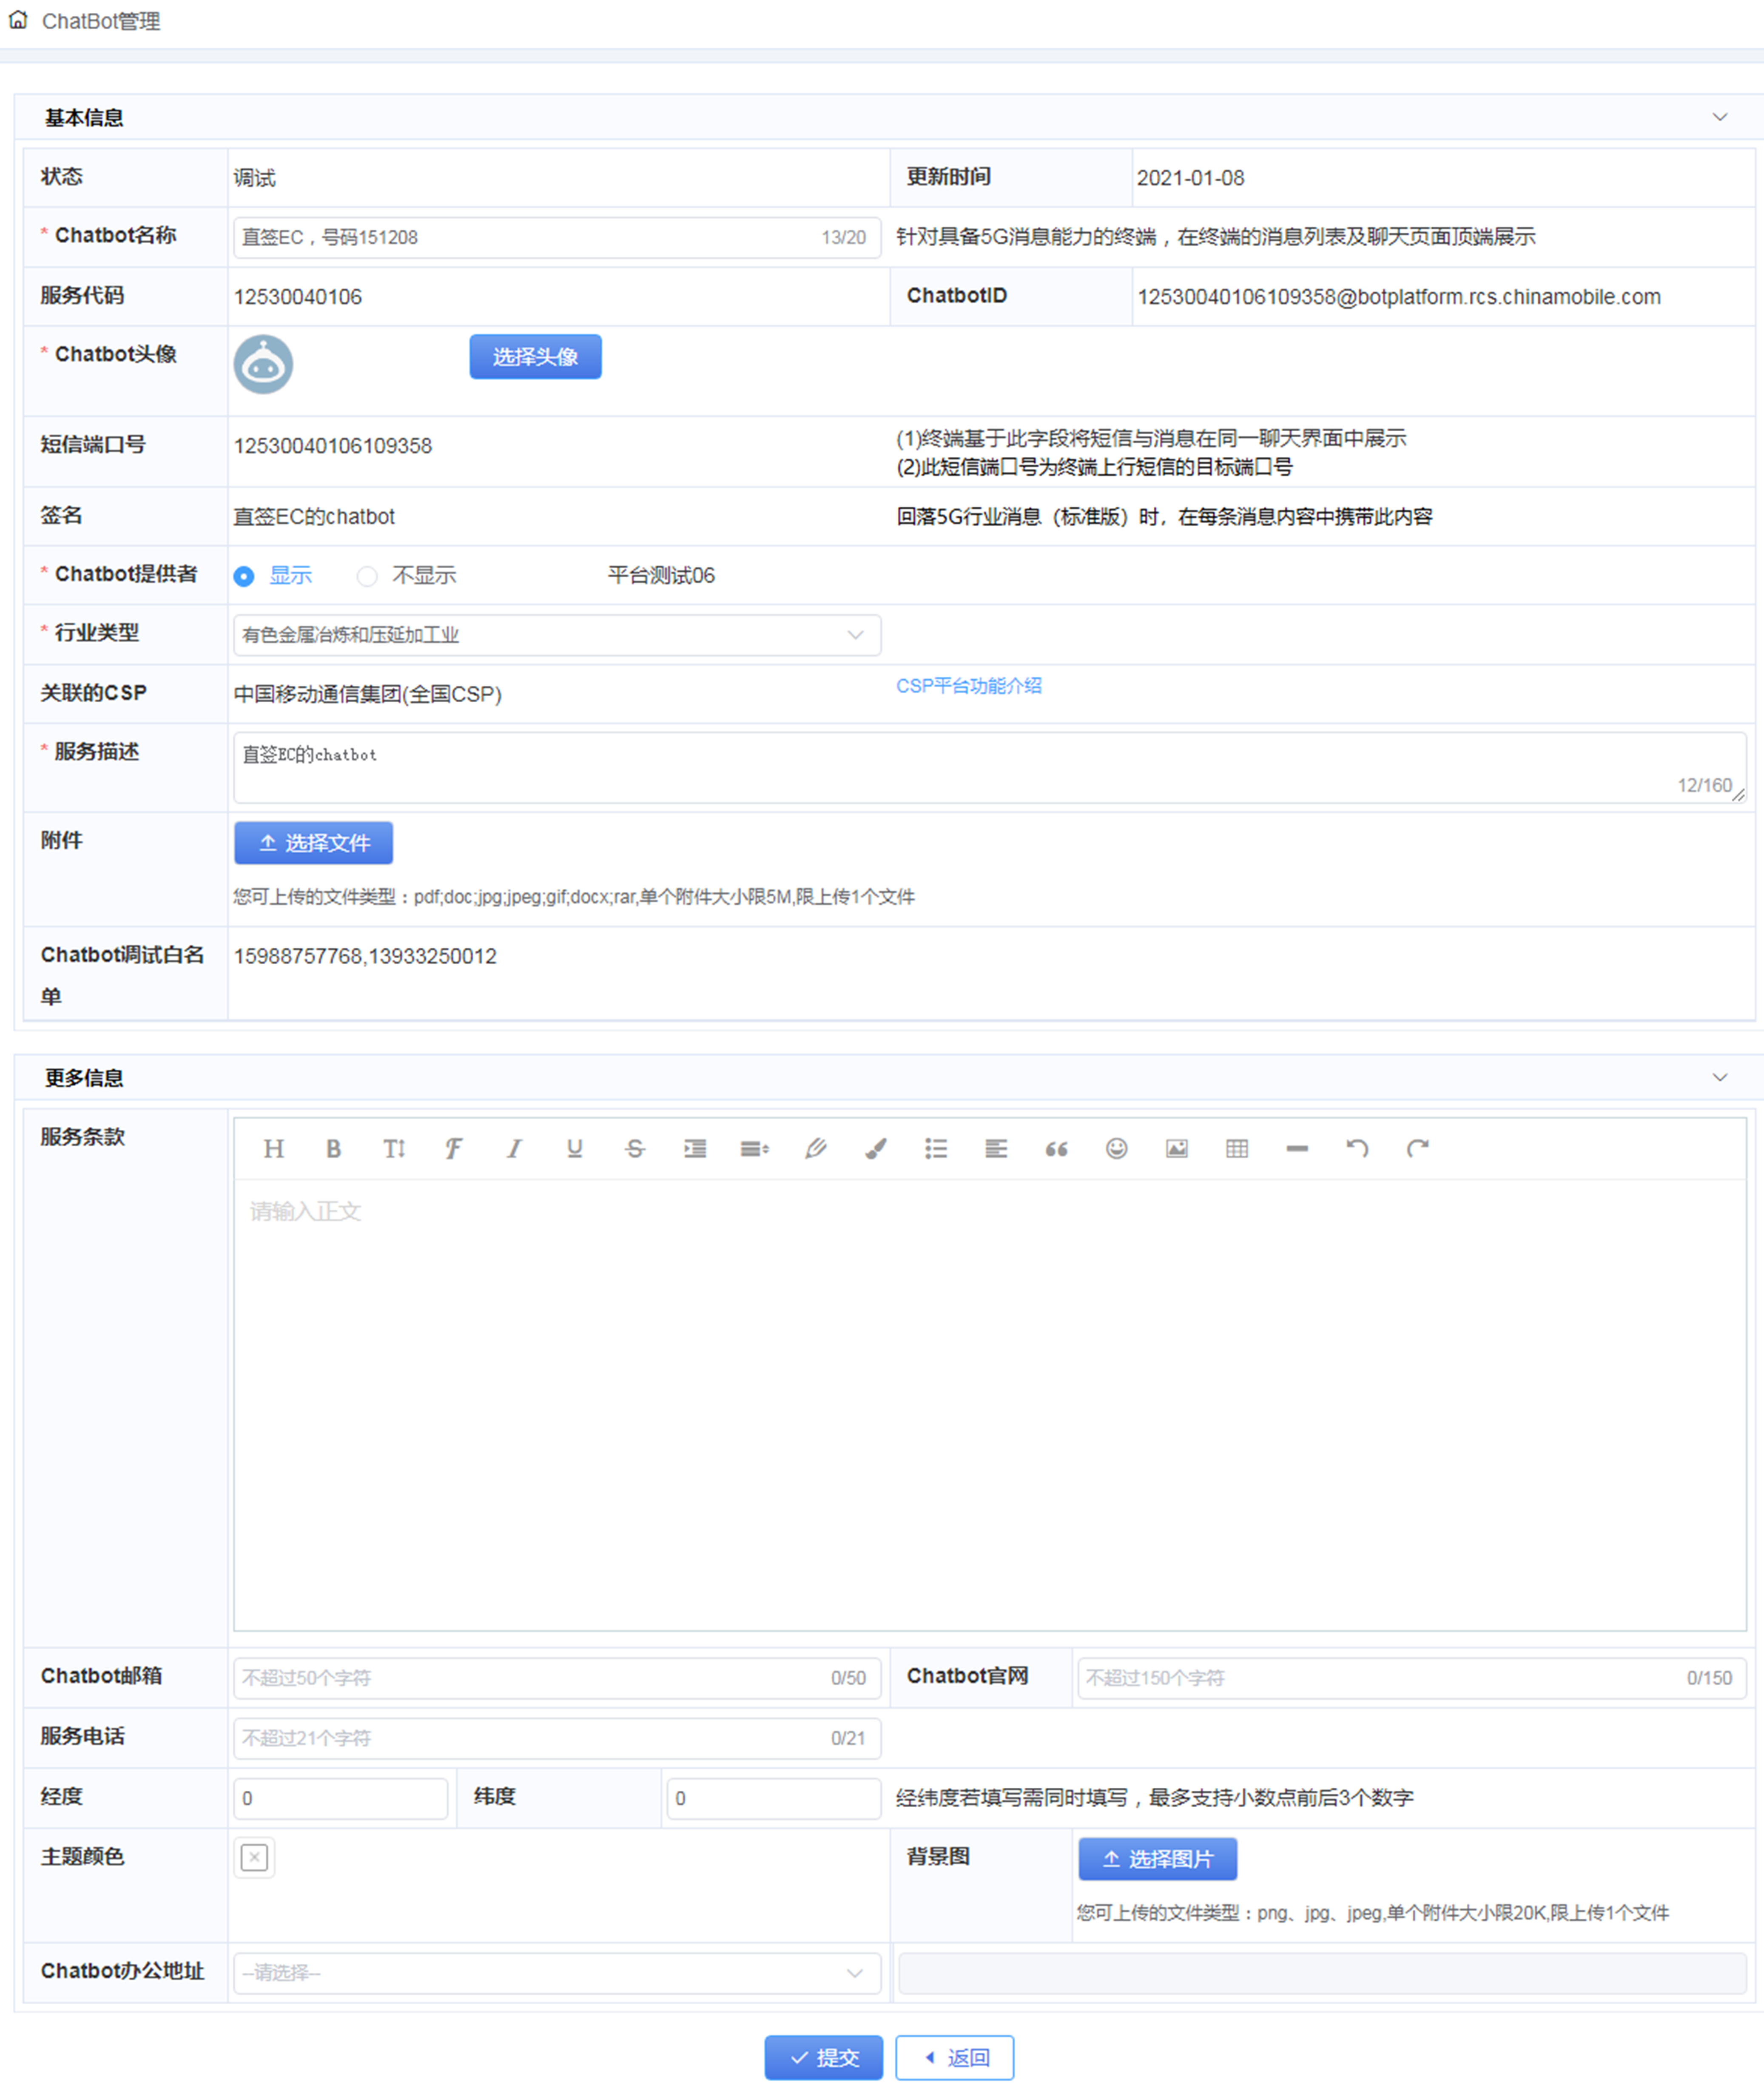 ChatBot管理
基本信息
状态
调试
更新时间
2021-01-08
* Chatbot名称
直签EC，号码151208
13/20
针对具备5G消息能力的终端，在终端的消息列表及聊天页面顶端展示
服务代码
12530040106
ChatbotID
12530040106109358@botplatform.rcs.chinamobile.com
* Chatbot头像
选择头像
短信端口号
12530040106109358
(1)终端基于此字段将短信与消息在同一聊天界面中展示
(2)此短信端口号为终端上行短信的目标端口号
签名
直签EC的chatbot
回落5G行业消息（标准版）时，在每条消息内容中携带此内容
* Chatbot提供者
显示
不显示
平台测试06
* 行业类型
有色金属冶炼和压延加工业
关联的CSP
中国移动通信集团(全国CSP)
CSP平台功能介绍
* 服务描述
直签EC的chatbot
12/160
附件
选择文件
您可上传的文件类型：pdf;doc;jpg;jpeg;gif;docx;rar,单个附件大小限5M,限上传1个文件
Chatbot调试白名
单
15988757768,13933250012
更多信息
服务条款
请输入正文
Chatbot邮箱
不超过50个字符
0/50
Chatbot官网
不超过150个字符
0/150
服务电话
不超过21个字符
0/21
经度
0
纬度
0
经纬度若填写需同时填写，最多支持小数点前后3个数字
主题颜色
背景图
选择图片
您可上传的文件类型：png、jpg、jpeg,单个附件大小限20K,限上传1个文件
Chatbot办公地址
--请选择--
提交
返回